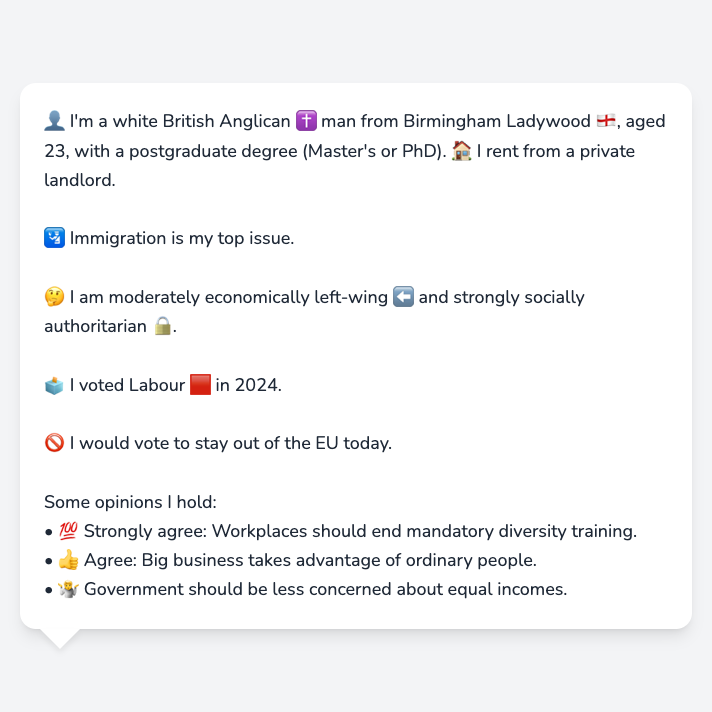 👤 I'm a white British Anglican ✝️ man from Birmingham Ladywood 🏴󠁧󠁢󠁥󠁮󠁧󠁿, aged
23, with a postgraduate degree (Master's or PhD). 🏠 I rent from a private
landlord.
🛂 Immigration is my top issue.
🤔 I am moderately economically left-wing ⬅️ and strongly socially
authoritarian 🔒.
🗳️ I voted Labour 🟥 in 2024.
🚫 I would vote to stay out of the EU today.
Some opinions I hold:
• 💯 Strongly agree: Workplaces should end mandatory diversity training.
• 👍 Agree: Big business takes advantage of ordinary people.
• 🤷 Government should be less concerned about equal incomes.